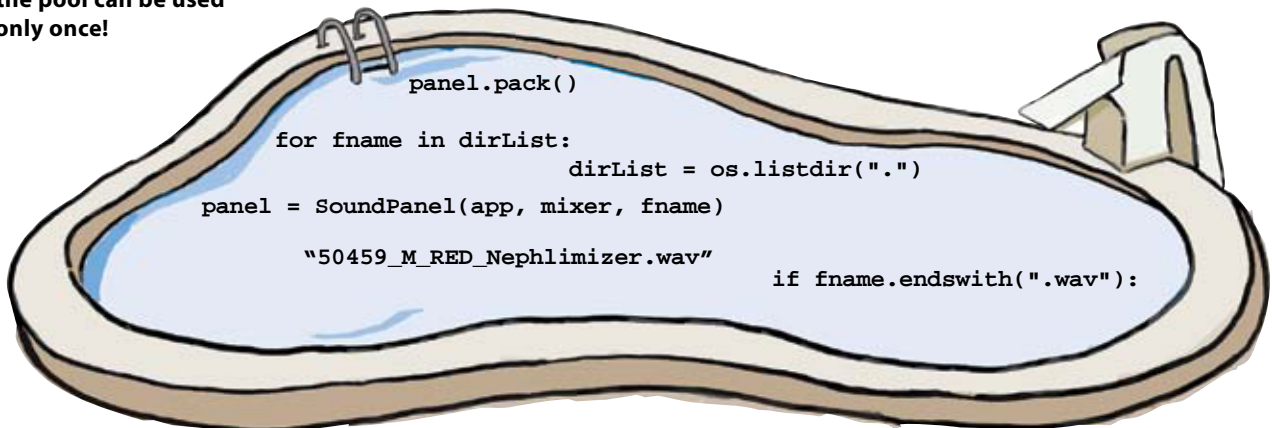 the pool can be used
only once!
panel.pack()
for fname in dirList:
dirList = os.listdir(".")
panel = SoundPanel(app, mixer, fname)
“50459_M_RED_Nephlimizer.wav”
if fname.endswith(".wav"):